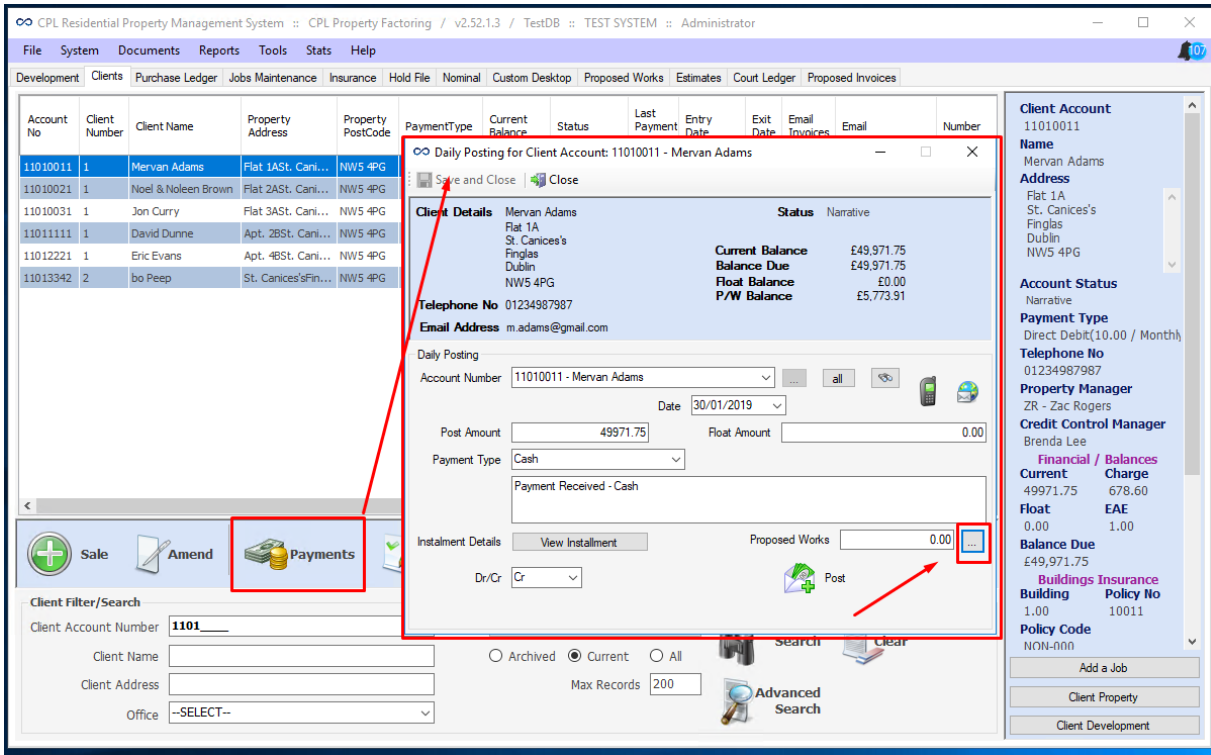 CPL Residential Property Management System :: CPL Property Factoring / v2.52.1.3 / TestDB :: TEST SYSTEM :: Administrator
File System Documents Reports Tools Stats Help
107
Development Clients Purchase Ledger Jobs Maintenance Insurance Hold File Nominal Custom Desktop Proposed Works Estimates Court Ledger Proposed Invoices
Account No Client Number Client Name Property Address Property PostCode PaymentType Current Balance Status Last Payment Entry Date Exit Date Email Invoices Email Number
11010011 1 Mervan Adams Flat 1ASt. Cani... NW5 4PG
11010021 1 Noel & Noleen Brown Flat 2ASt. Cani... NW5 4PG
11010031 1 Jon Curry Flat 3ASt. Cani... NW5 4PG
11011111 1 David Dunne Apt. 2BSt. Cani... NW5 4PG
11012221 1 Eric Evans Apt. 4BSt. Cani... NW5 4PG
11013342 2 bo Peep St. Canices'sFin... NW5 4PG
Daily Posting for Client Account: 11010011 - Mervan Adams
Save and Close Close
Client Details Mervan Adams Status Narrative
Flat 1A
St. Canices's
Finglas Current Balance £49,971.75
Dublin Balance Due £49,971.75
NW5 4PG Float Balance £0.00
P/W Balance £5,773.91
Telephone No 01234987987
Email Address m.adams@gmail.com
Daily Posting
Account Number 11010011 - Mervan Adams ... all
Date 30/01/2019
Post Amount 49971.75 Float Amount 0.00
Payment Type Cash
Payment Received - Cash
Instalment Details View Installment Proposed Works 0.00 ...
Dr/Cr Cr Post
Sale Amend Payments
Client Filter/Search
Client Account Number 1101____
Client Name
Client Address
Office --SELECT--
Archived Current All
Max Records 200
Search Clear
Advanced Search
Client Account
11010011
Name
Mervan Adams
Address
Flat 1A
St. Canices's
Finglas
Dublin
NW5 4PG
Account Status
Narrative
Payment Type
Direct Debit(10.00 / Monthly
Telephone No
01234987987
Property Manager
ZR - Zac Rogers
Credit Control Manager
Brenda Lee
Financial / Balances
Current Charge
49971.75 678.60
Float EAE
0.00 1.00
Balance Due
£49,971.75
Buildings Insurance
Building Policy No
1.00 10011
Policy Code
NON-000
Add a Job
Client Property
Client Development